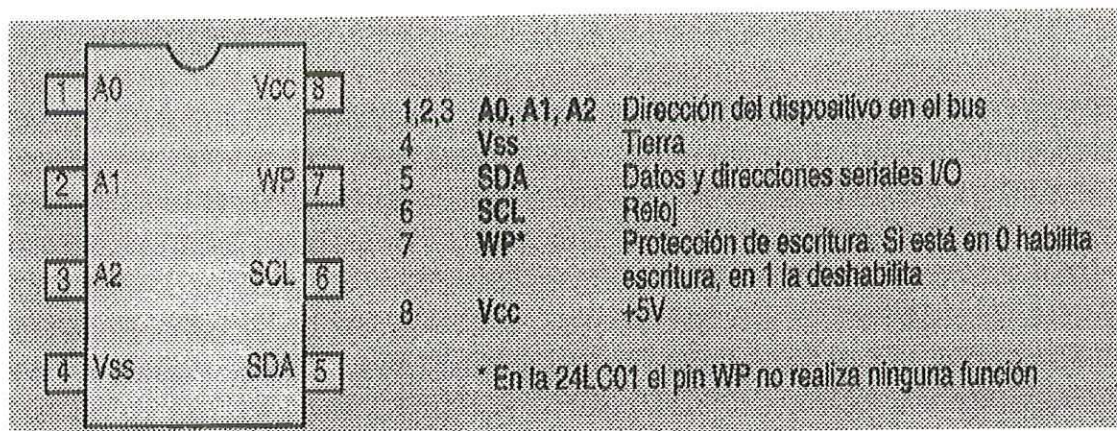 1 A0 Vcc 8
2 A1 WP 7
3 A2 SCL 6
4 Vss SDA 5
1,2,3 A0, A1, A2 Dirección del dispositivo en el bus
4 Vss Tierra
5 SDA Datos y direcciones seriales I/O
6 SCL Reloj
7 WP* Protección de escritura. Si está en 0 habilita
escritura, en 1 la deshabilita
8 Vcc +5V
* En la 24LC01 el pin WP no realiza ninguna función